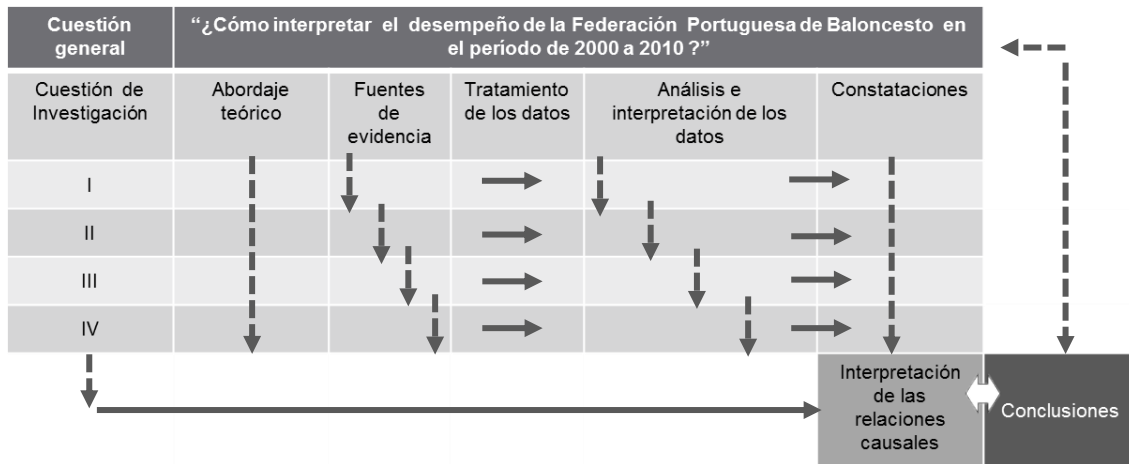 Cuestión
general
“¿Cómo interpretar el desempeño de la Federación Portuguesa de Baloncesto en
el período de 2000 a 2010 ?”
Cuestión de
Investigación
Abordaje
teórico
Fuentes
de
evidencia
Tratamiento
de los datos
Análisis e
interpretación de los
datos
Constataciones
I
II
III
IV
Interpretación
de las
relaciones
causales
Conclusiones